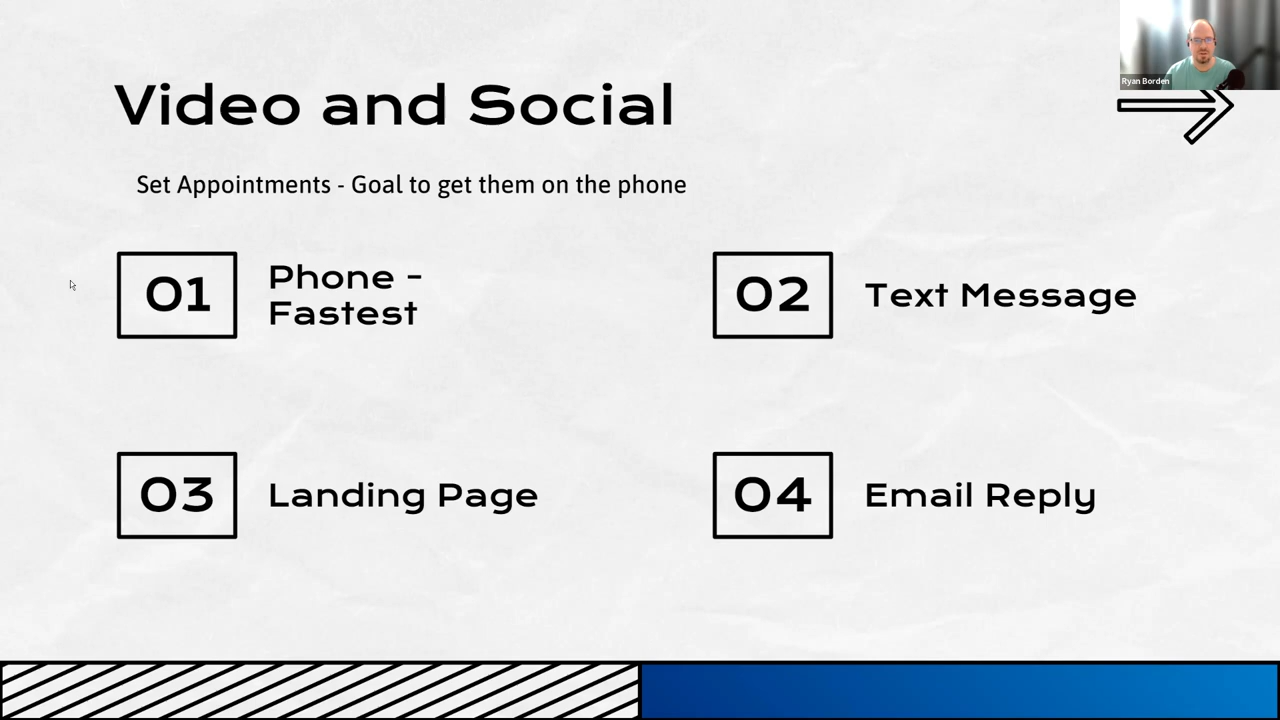 Ryan Borden
Video and Social
Set Appointments - Goal to get them on the phone
01
Phone -
Fastest
02
Text Message
03
Landing Page
04
Email Reply